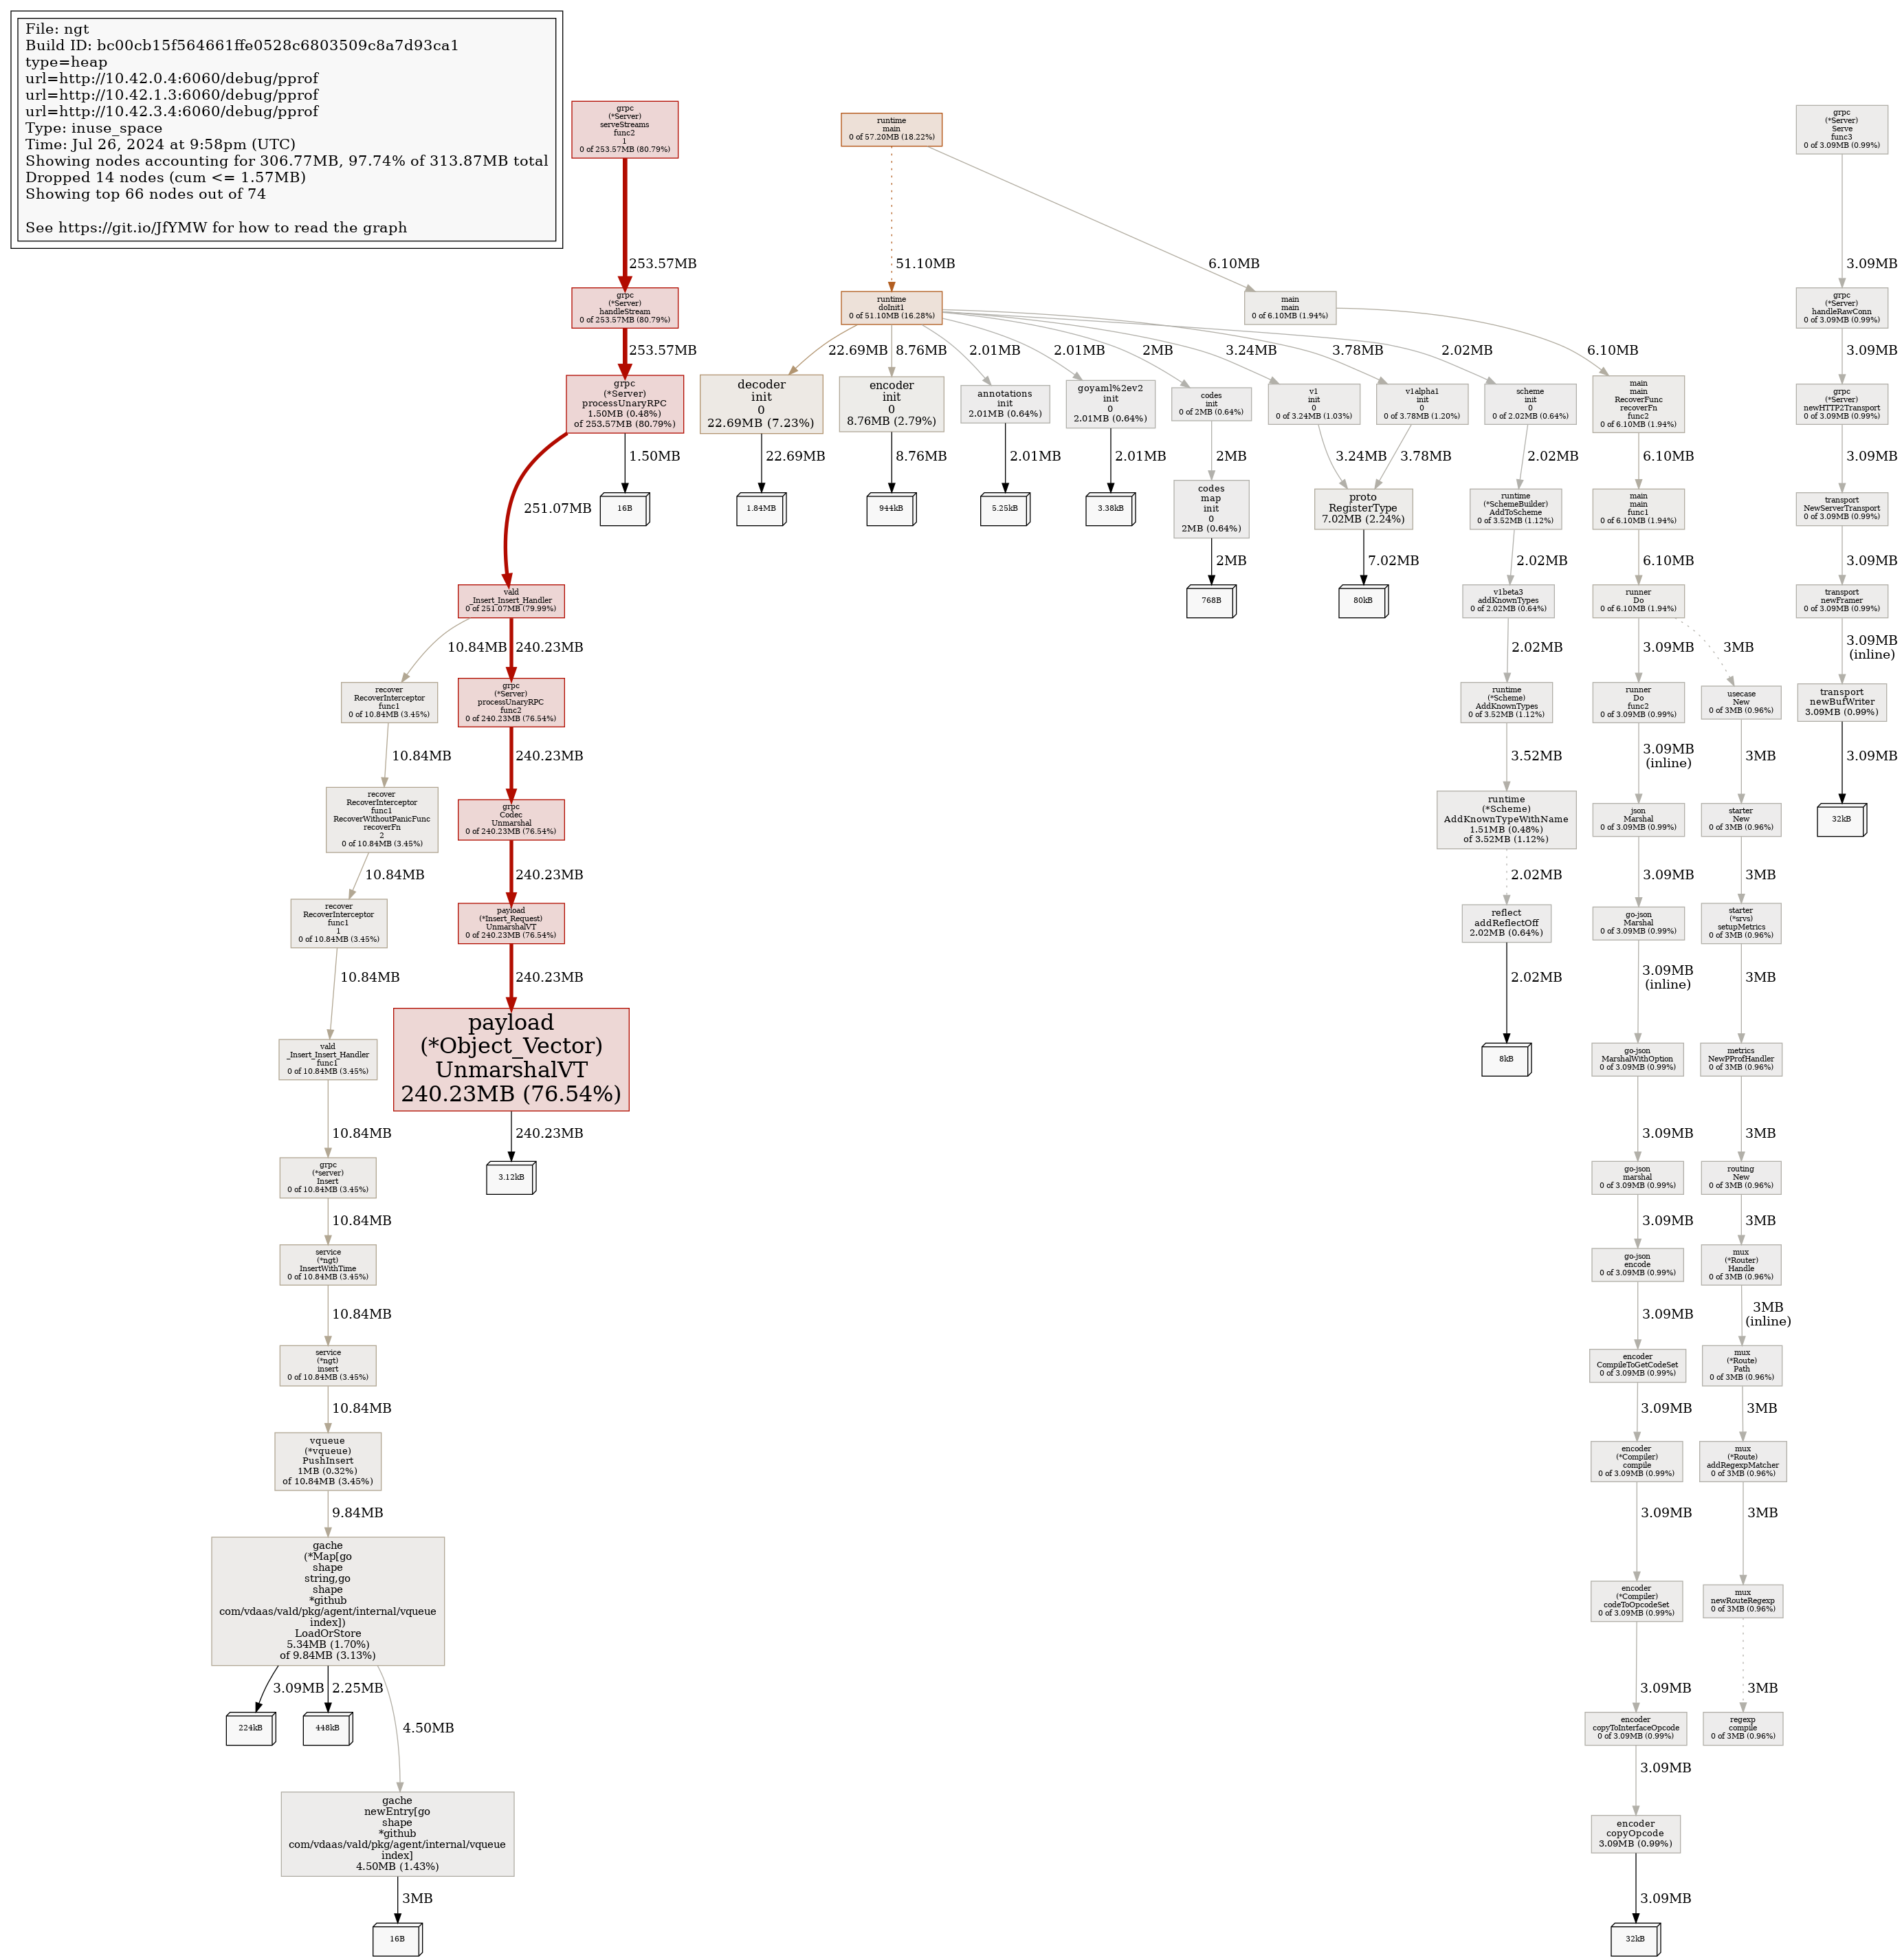 File: ngt
Build ID: bc00cb15f564661ffe0528c6803509c8a7d93ca1
type=heap
url=http://10.42.0.4:6060/debug/pprof
url=http://10.42.1.3:6060/debug/pprof
url=http://10.42.3.4:6060/debug/pprof
Type: inuse_space
Time: Jul 26, 2024 at 9:58pm (UTC)
Showing nodes accounting for 306.77MB, 97.74% of 313.87MB total
Dropped 14 nodes (cum <= 1.57MB)
Showing top 66 nodes out of 74
See https://git.io/JfYMW for how to read the graph
grpc
(*Server)
serveStreams
func2
1
0 of 253.57MB (80.79%)
253.57MB
grpc
(*Server)
handleStream
0 of 253.57MB (80.79%)
253.57MB
grpc
(*Server)
processUnaryRPC
1.50MB (0.48%)
of 253.57MB (80.79%)
1.50MB
16B
251.07MB
vald
_Insert_Insert_Handler
0 of 251.07MB (79.99%)
10.84MB
240.23MB
recover
RecoverInterceptor
func1
0 of 10.84MB (3.45%)
10.84MB
recover
RecoverInterceptor
func1
RecoverWithoutPanicFunc
recoverFn
2
0 of 10.84MB (3.45%)
10.84MB
recover
RecoverInterceptor
func1
1
0 of 10.84MB (3.45%)
10.84MB
vald
_Insert_Insert_Handler
func1
0 of 10.84MB (3.45%)
10.84MB
grpc
(*server)
Insert
0 of 10.84MB (3.45%)
10.84MB
service
(*ngt)
InsertWithTime
0 of 10.84MB (3.45%)
10.84MB
service
(*ngt)
insert
0 of 10.84MB (3.45%)
10.84MB
vqueue
(*vqueue)
PushInsert
1MB (0.32%)
of 10.84MB (3.45%)
9.84MB
gache
(*Map[go
shape
string,go
shape
*github
com/vdaas/vald/pkg/agent/internal/vqueue
index])
LoadOrStore
5.34MB (1.70%)
of 9.84MB (3.13%)
3.09MB
2.25MB
4.50MB
224kB
448kB
gache
newEntry[go
shape
*github
com/vdaas/vald/pkg/agent/internal/vqueue
index]
4.50MB (1.43%)
3MB
16B
grpc
(*Server)
processUnaryRPC
func2
0 of 240.23MB (76.54%)
240.23MB
grpc
Codec
Unmarshal
0 of 240.23MB (76.54%)
240.23MB
payload
(*Insert_Request)
UnmarshalVT
0 of 240.23MB (76.54%)
240.23MB
payload
(*Object_Vector)
UnmarshalVT
240.23MB (76.54%)
240.23MB
3.12kB
runtime
main
0 of 57.20MB (18.22%)
51.10MB
6.10MB
runtime
doInit1
0 of 51.10MB (16.28%)
22.69MB
8.76MB
2.01MB
2.01MB
2MB
3.24MB
3.78MB
2.02MB
decoder
init
0
22.69MB (7.23%)
22.69MB
1.84MB
encoder
init
0
8.76MB (2.79%)
8.76MB
944kB
annotations
init
2.01MB (0.64%)
2.01MB
5.25kB
goyaml%2ev2
init
0
2.01MB (0.64%)
2.01MB
3.38kB
codes
init
0 of 2MB (0.64%)
2MB
codes
map
init
0
2MB (0.64%)
2MB
768B
v1
init
0
0 of 3.24MB (1.03%)
3.24MB
v1alpha1
init
0
0 of 3.78MB (1.20%)
3.78MB
proto
RegisterType
7.02MB (2.24%)
7.02MB
80kB
scheme
init
0
0 of 2.02MB (0.64%)
2.02MB
runtime
(*SchemeBuilder)
AddToScheme
0 of 3.52MB (1.12%)
2.02MB
v1beta3
addKnownTypes
0 of 2.02MB (0.64%)
2.02MB
runtime
(*Scheme)
AddKnownTypes
0 of 3.52MB (1.12%)
3.52MB
runtime
(*Scheme)
AddKnownTypeWithName
1.51MB (0.48%)
of 3.52MB (1.12%)
2.02MB
reflect
addReflectOff
2.02MB (0.64%)
2.02MB
8kB
main
main
0 of 6.10MB (1.94%)
6.10MB
main
main
RecoverFunc
recoverFn
func2
0 of 6.10MB (1.94%)
6.10MB
main
main
func1
0 of 6.10MB (1.94%)
6.10MB
runner
Do
0 of 6.10MB (1.94%)
3.09MB
3MB
runner
Do
func2
0 of 3.09MB (0.99%)
3.09MB
(inline)
json
Marshal
0 of 3.09MB (0.99%)
3.09MB
go-json
Marshal
0 of 3.09MB (0.99%)
3.09MB
(inline)
go-json
MarshalWithOption
0 of 3.09MB (0.99%)
3.09MB
go-json
marshal
0 of 3.09MB (0.99%)
3.09MB
go-json
encode
0 of 3.09MB (0.99%)
3.09MB
encoder
CompileToGetCodeSet
0 of 3.09MB (0.99%)
3.09MB
encoder
(*Compiler)
compile
0 of 3.09MB (0.99%)
3.09MB
encoder
(*Compiler)
codeToOpcodeSet
0 of 3.09MB (0.99%)
3.09MB
encoder
copyToInterfaceOpcode
0 of 3.09MB (0.99%)
3.09MB
encoder
copyOpcode
3.09MB (0.99%)
3.09MB
32kB
usecase
New
0 of 3MB (0.96%)
3MB
starter
New
0 of 3MB (0.96%)
3MB
starter
(*srvs)
setupMetrics
0 of 3MB (0.96%)
3MB
metrics
NewPProfHandler
0 of 3MB (0.96%)
3MB
routing
New
0 of 3MB (0.96%)
3MB
mux
(*Router)
Handle
0 of 3MB (0.96%)
3MB
(inline)
mux
(*Route)
Path
0 of 3MB (0.96%)
3MB
mux
(*Route)
addRegexpMatcher
0 of 3MB (0.96%)
3MB
mux
newRouteRegexp
0 of 3MB (0.96%)
3MB
regexp
compile
0 of 3MB (0.96%)
grpc
(*Server)
Serve
func3
0 of 3.09MB (0.99%)
3.09MB
grpc
(*Server)
handleRawConn
0 of 3.09MB (0.99%)
3.09MB
grpc
(*Server)
newHTTP2Transport
0 of 3.09MB (0.99%)
3.09MB
transport
NewServerTransport
0 of 3.09MB (0.99%)
3.09MB
transport
newFramer
0 of 3.09MB (0.99%)
3.09MB
(inline)
transport
newBufWriter
3.09MB (0.99%)
3.09MB
32kB